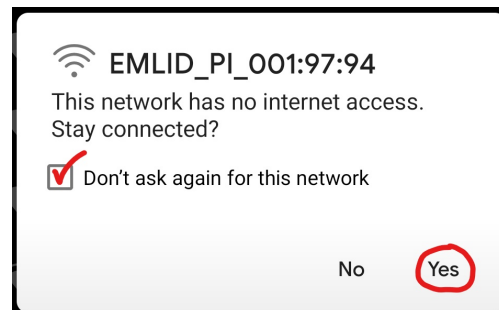 EMLID_PI_001:97:94
This network has no internet access.
Stay connected?
Don't ask again for this network
No Yes